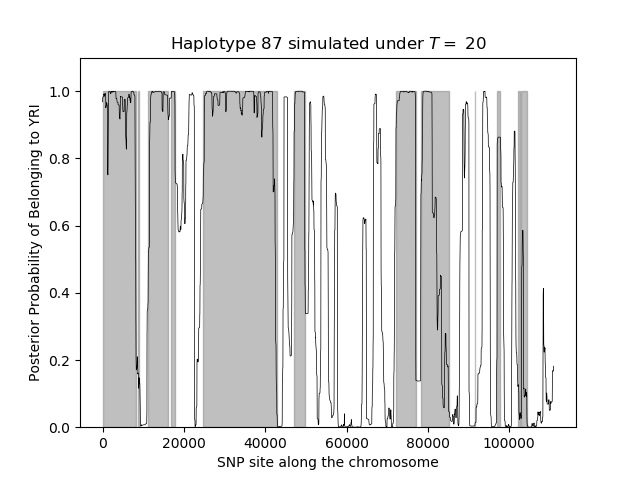 Haplotype 87 simulated under T = 20
Posterior Probability of Belonging to YRI
1.0
0.8
0.6
0.4
0.2
0.0
0 20000 40000 60000 80000 100000
SNP site along the chromosome